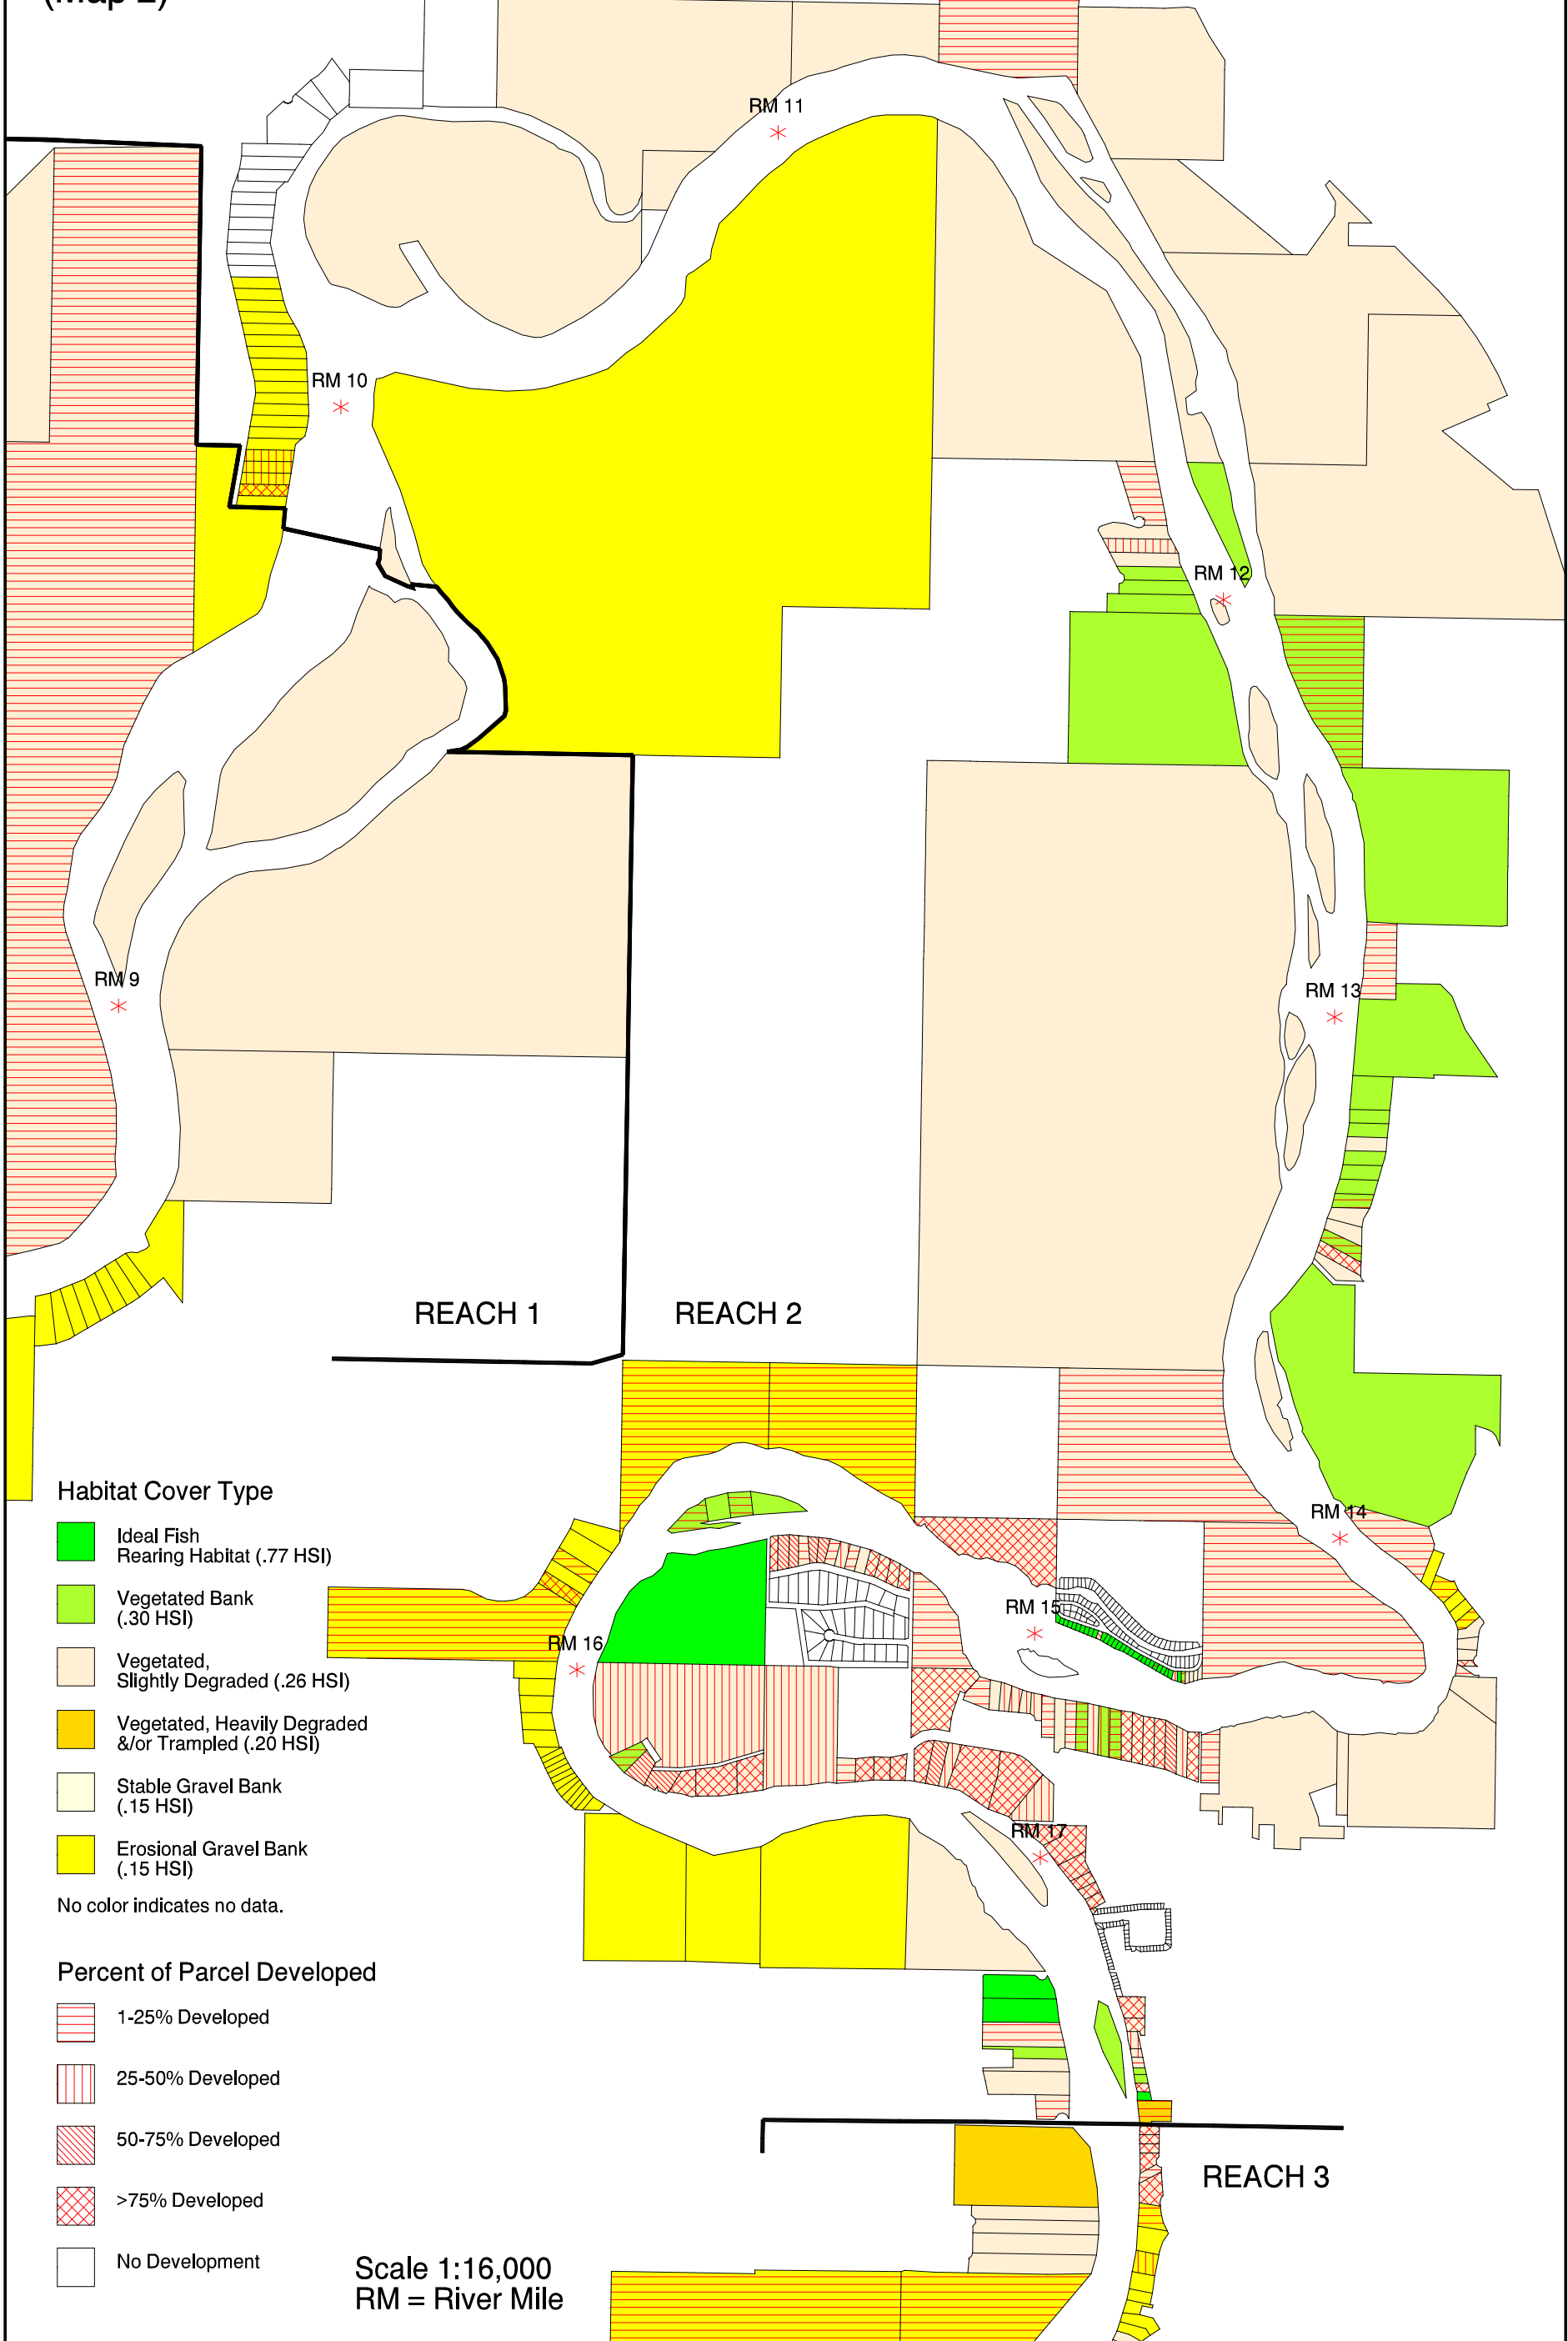 (Map 2)
RM 11
RM 10
RM 12
RM 9
RM 13
REACH 1
REACH 2
RM 14
RM 15
RM 16
RM 17
REACH 3
Habitat Cover Type
Ideal Fish
Rearing Habitat (.77 HSI)
Vegetated Bank
(.30 HSI)
Vegetated,
Slightly Degraded (.26 HSI)
Vegetated, Heavily Degraded
&/or Trampled (.20 HSI)
Stable Gravel Bank
(.15 HSI)
Erosional Gravel Bank
(.15 HSI)
No color indicates no data.
Percent of Parcel Developed
1-25% Developed
25-50% Developed
50-75% Developed
>75% Developed
No Development
Scale 1:16,000
RM = River Mile